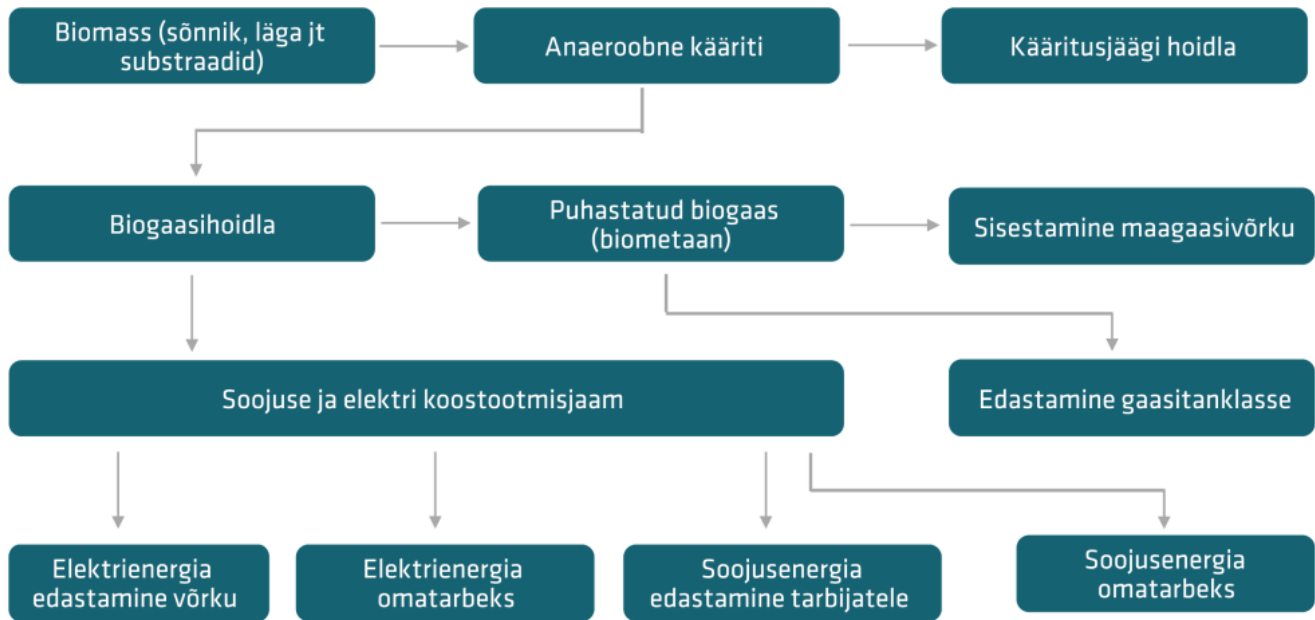 Biomass (sõnnik, läga jt
substraadid)
Anaeroobne kääriti
Kääritusjäägi hoidla
Biogaasihoidla
Puhastatud biogaas
(biometaan)
Sisestamine maagaasivõrku
Soojuse ja elektri koostootmisjaam
Edastamine gaasitanklasse
Elektrienergia
edastamine võrku
Elektrienergia
omatarbeks
Soojusenergia
edastamine tarbijatele
Soojusenergia
omatarbeks